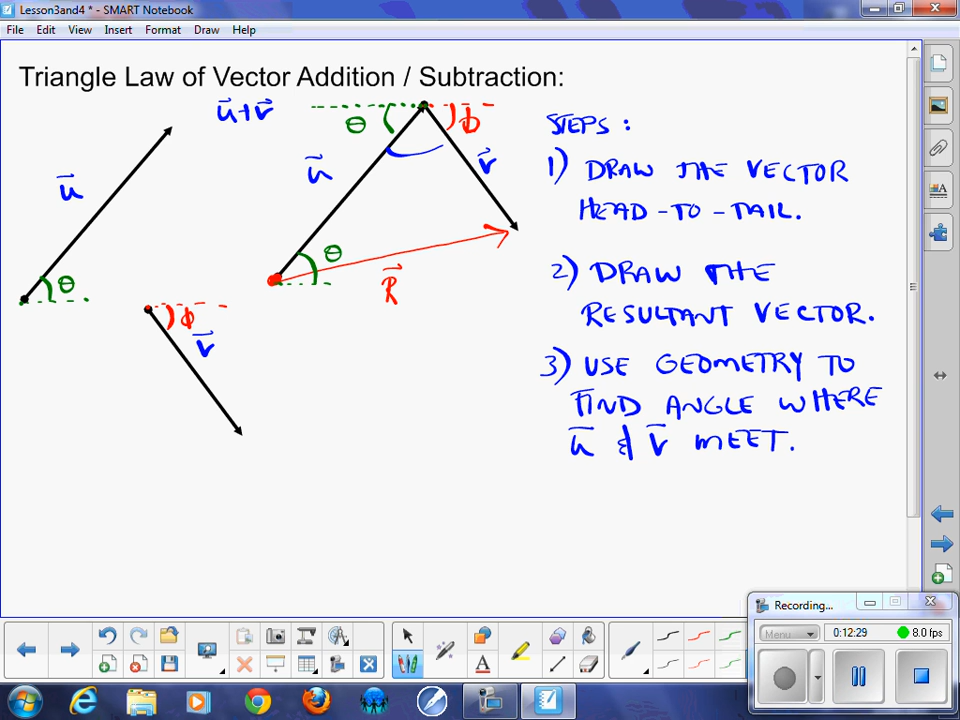 Lesson3and4 * - SMART Notebook
File Edit View Insert Format Draw Help
Triangle Law of Vector Addition / Subtraction:
u⃗+v⃗
u⃗
θ
ϕ
v⃗
θ
ϕ
u⃗
v⃗
θ
R⃗
STEPS :
1) DRAW THE VECTOR
HEAD-TO-TAIL.
2) DRAW THE
RESULTANT VECTOR.
3) USE GEOMETRY TO
FIND ANGLE WHERE
u⃗ & v⃗ MEET.
Recording...
Menu
0:12:29
8.0 fps